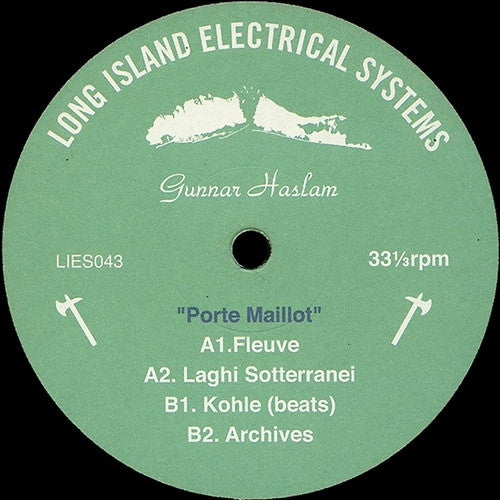 LONG ISLAND ELECTRICAL SYSTEMS
Gunnar Haslam
LIES043
33⅓rpm
"Porte Maillot"
A1.Fleuve
A2. Laghi Sotterranei
B1. Kohle (beats)
B2. Archives